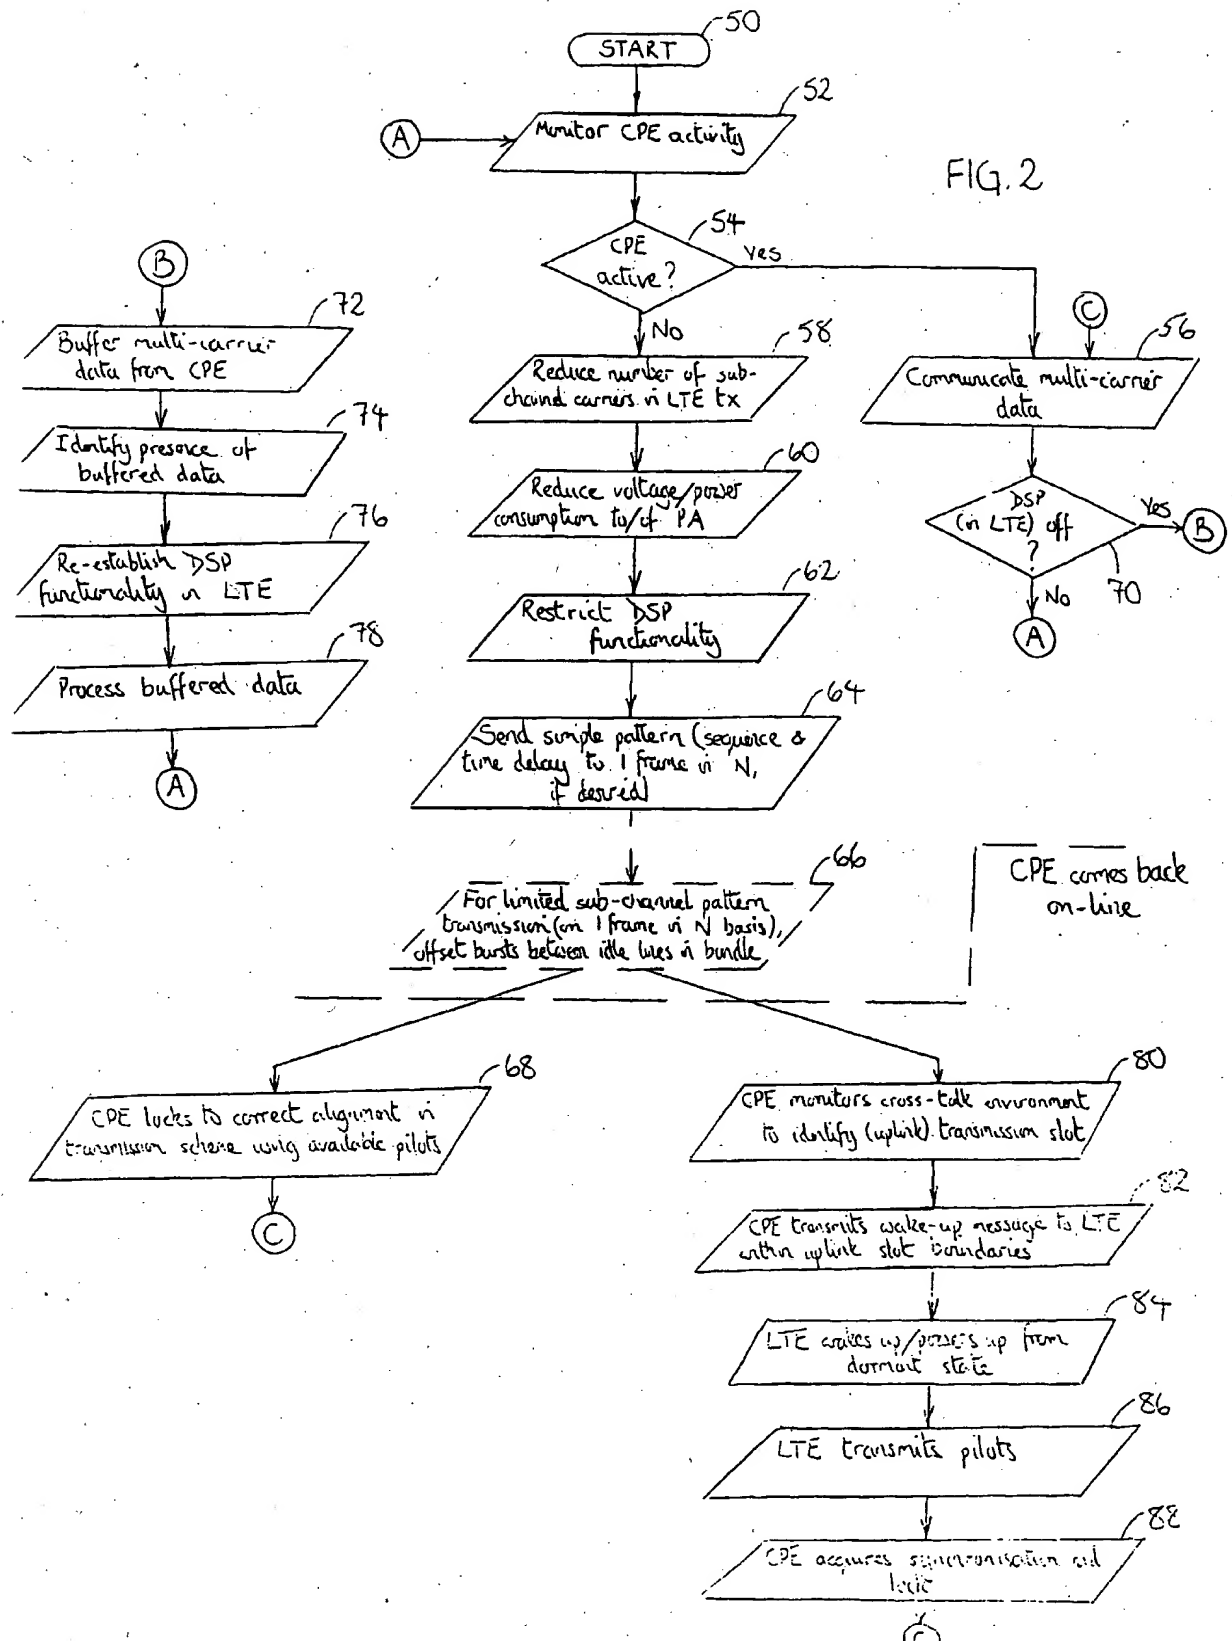 50
START
52
A
Monitor CPE activity
FIG. 2
54
CPE
active?
Yes
No
B
72
Buffer multi-carrier
data from CPE
74
Identify presence of
buffered data
76
Re-establish DSP
functionality in LTE
78
Process buffered data
A
58
Reduce number of sub-
channel carriers in LTE tx
60
Reduce voltage/power
consumption to/of PA
62
Restrict DSP
functionality
64
Send simple pattern (sequence &
time delay to 1 frame in N,
if desired)
66
For limited sub-channel pattern
transmission (on 1 frame in N basis),
offset bursts between idle lines in bundle
C
56
Communicate multi-carrier
data
DSP
(in LTE) off
?
Yes
B
70
No
A
CPE comes back
on-line
68
CPE locks to correct alignment in
transmission scheme using available pilots
C
80
CPE monitors cross-talk environment
to identify (uplink) transmission slot
82
CPE transmits wake-up message to LTE
within uplink slot boundaries
84
LTE wakes up/powers up from
dormant state
86
LTE transmits pilots
88
CPE acquires synchronisation and
lock
C